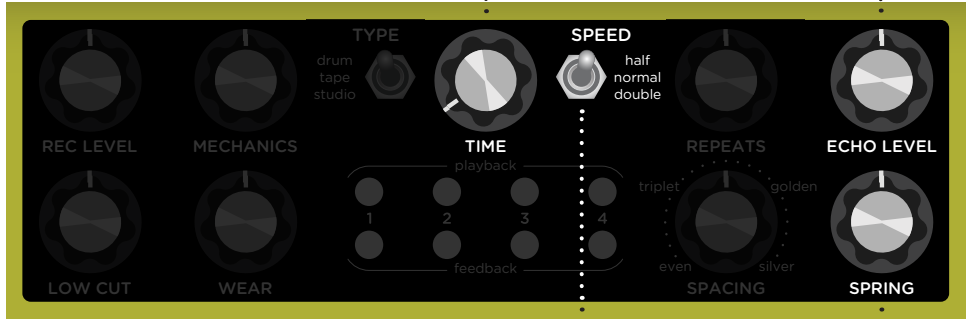 TYPE
drum
tape
studio
SPEED
half
normal
double
REC LEVEL
MECHANICS
TIME
REPEATS
ECHO LEVEL
playback
1 2 3 4
feedback
triplet
golden
even
silver
LOW CUT
WEAR
SPACING
SPRING